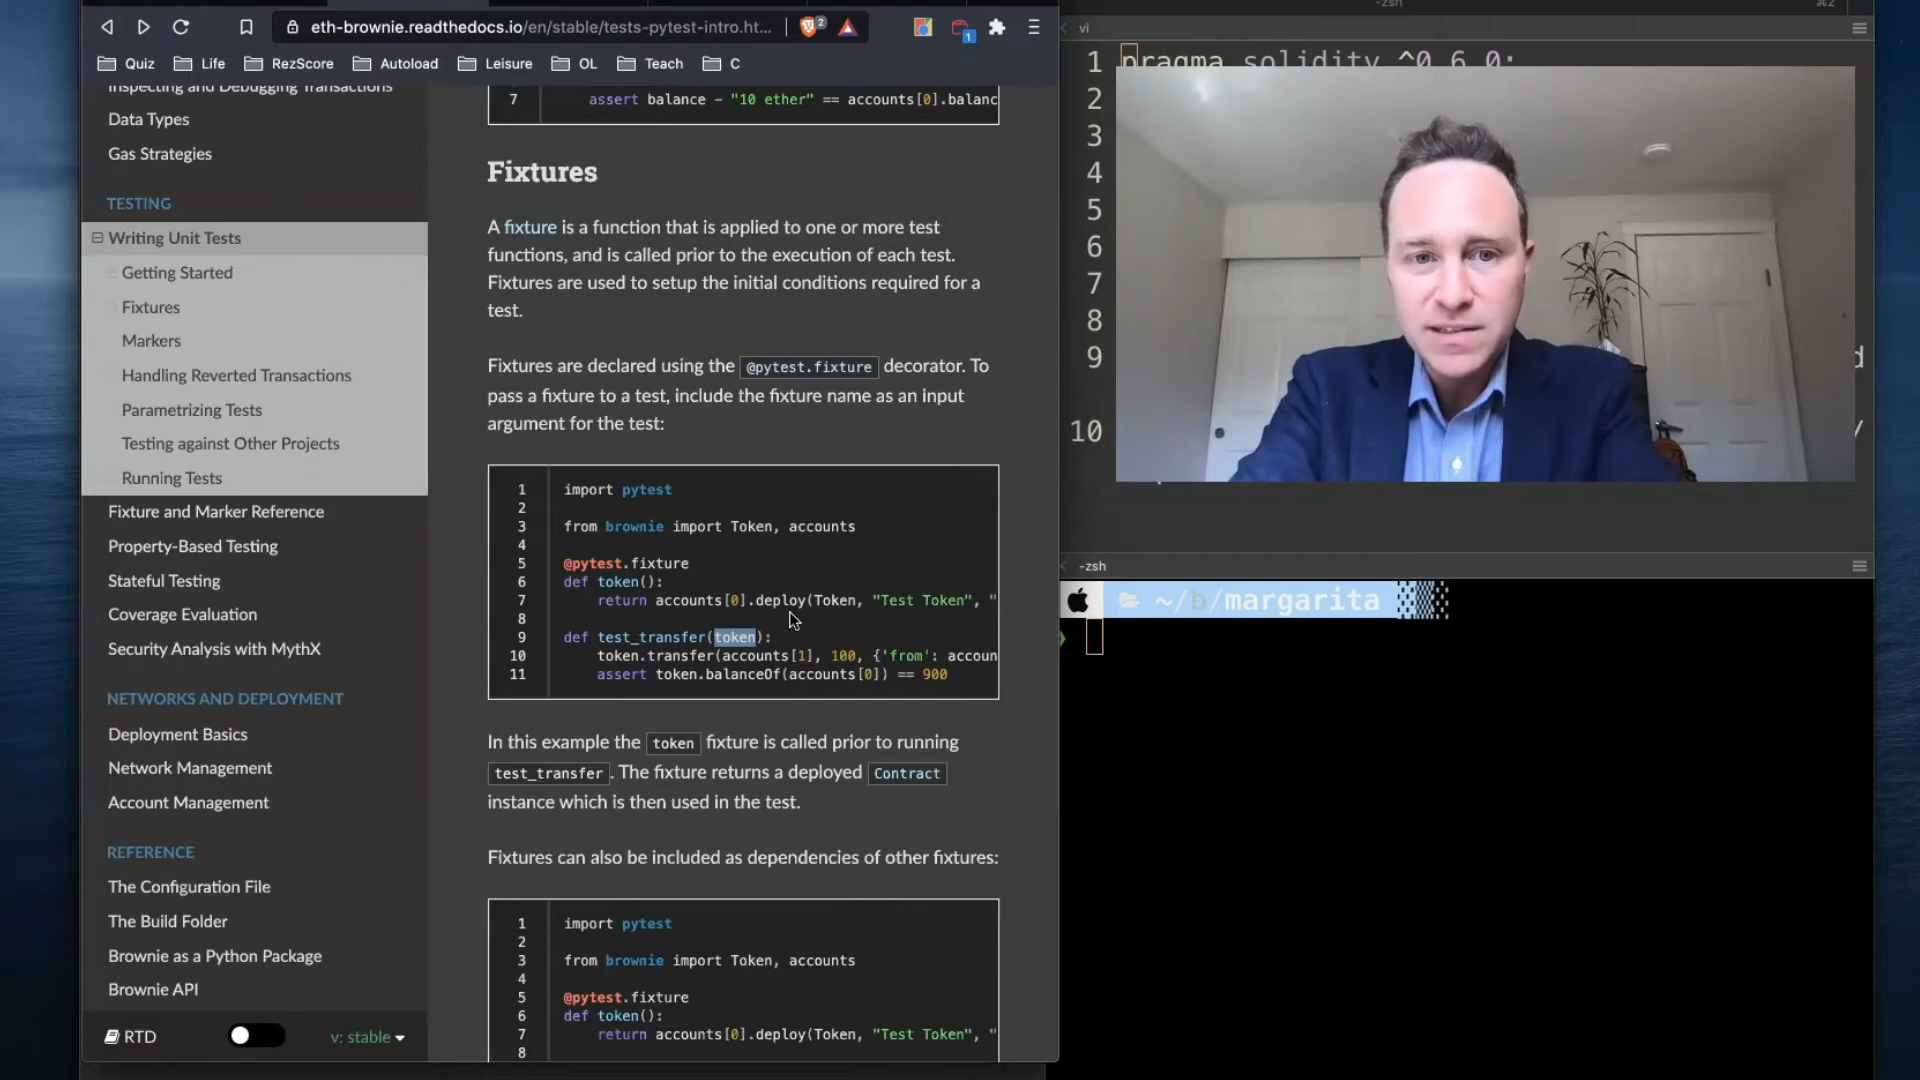 eth-brownie.readthedocs.io/en/stable/tests-pytest-intro.ht...
2
1
Quiz
Life
RezScore
Autoload
Leisure
OL
Teach
C
Inspecting and Debugging Transactions
Data Types
Gas Strategies
TESTING
Writing Unit Tests
Getting Started
Fixtures
Markers
Handling Reverted Transactions
Parametrizing Tests
Testing against Other Projects
Running Tests
Fixture and Marker Reference
Property-Based Testing
Stateful Testing
Coverage Evaluation
Security Analysis with MythX
NETWORKS AND DEPLOYMENT
Deployment Basics
Network Management
Account Management
REFERENCE
The Configuration File
The Build Folder
Brownie as a Python Package
Brownie API
RTD
v: stable
7 assert balance - "10 ether" == accounts[0].balanc
Fixtures
A fixture is a function that is applied to one or more test
functions, and is called prior to the execution of each test.
Fixtures are used to setup the initial conditions required for a
test.
Fixtures are declared using the @pytest.fixture decorator. To
pass a fixture to a test, include the fixture name as an input
argument for the test:
1 import pytest
2
3 from brownie import Token, accounts
4
5 @pytest.fixture
6 def token():
7 return accounts[0].deploy(Token, "Test Token", "
8
9 def test_transfer(token):
10 token.transfer(accounts[1], 100, {'from': accoun
11 assert token.balanceOf(accounts[0]) == 900
In this example the token fixture is called prior to running
test_transfer . The fixture returns a deployed Contract
instance which is then used in the test.
Fixtures can also be included as dependencies of other fixtures:
1 import pytest
2
3 from brownie import Token, accounts
4
5 @pytest.fixture
6 def token():
7 return accounts[0].deploy(Token, "Test Token", "
8
-zsh
⌘2
vi
1 pragma solidity ^0.6.0;
2
3
4
5
6
7
8
9
10
-zsh
~/b/margarita